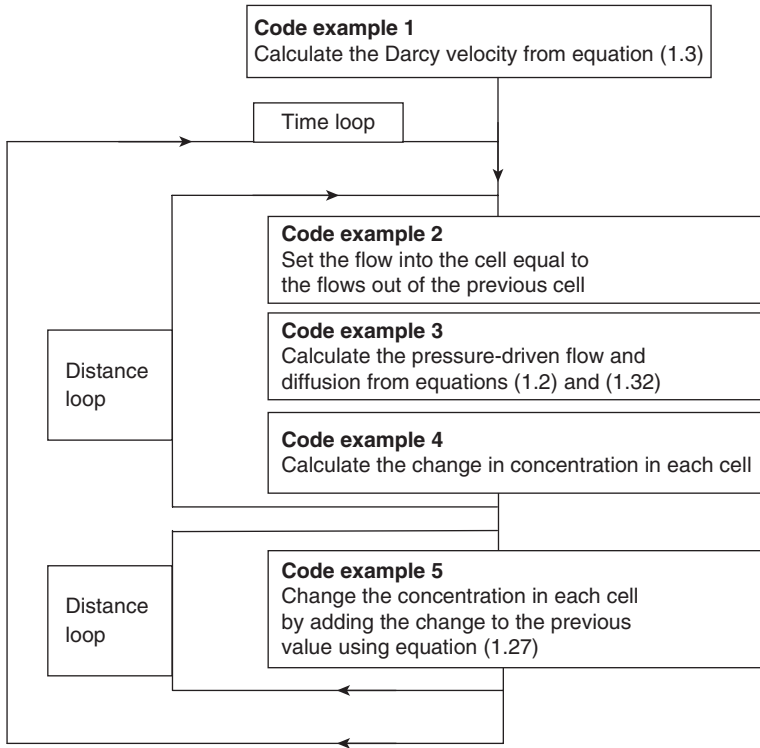 Code example 1
Calculate the Darcy velocity from equation (1.3)
Time loop
Code example 2
Set the flow into the cell equal to
the flows out of the previous cell
Code example 3
Calculate the pressure-driven flow and
diffusion from equations (1.2) and (1.32)
Distance
loop
Code example 4
Calculate the change in concentration in each cell
Code example 5
Change the concentration in each cell
by adding the change to the previous
value using equation (1.27)
Distance
loop